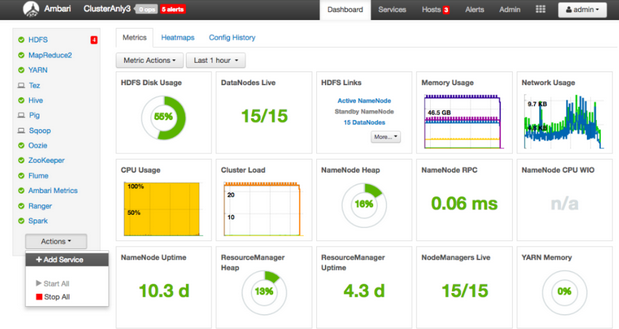 Ambari ClusterAnly3 0 ops 5 alerts Dashboard Services Hosts 3 Alerts Admin admin
HDFS 4
MapReduce2
YARN
Tez
Hive
Pig
Sqoop
Oozie
ZooKeeper
Flume
Ambari Metrics
Ranger
Spark
Actions
Add Service
Start All
Stop All
Metrics Heatmaps Config History
Metric Actions Last 1 hour
HDFS Disk Usage
55%
DataNodes Live
15/15
HDFS Links
Active NameNode
Standby NameNode
15 DataNodes
More...
Memory Usage
46.5 GB
Network Usage
9.7 KB
CPU Usage
100%
50%
Cluster Load
20
10
NameNode Heap
16%
NameNode RPC
0.06 ms
NameNode CPU WIO
n/a
NameNode Uptime
10.3 d
ResourceManager
Heap
13%
ResourceManager
Uptime
4.3 d
NodeManagers Live
15/15
YARN Memory
0%